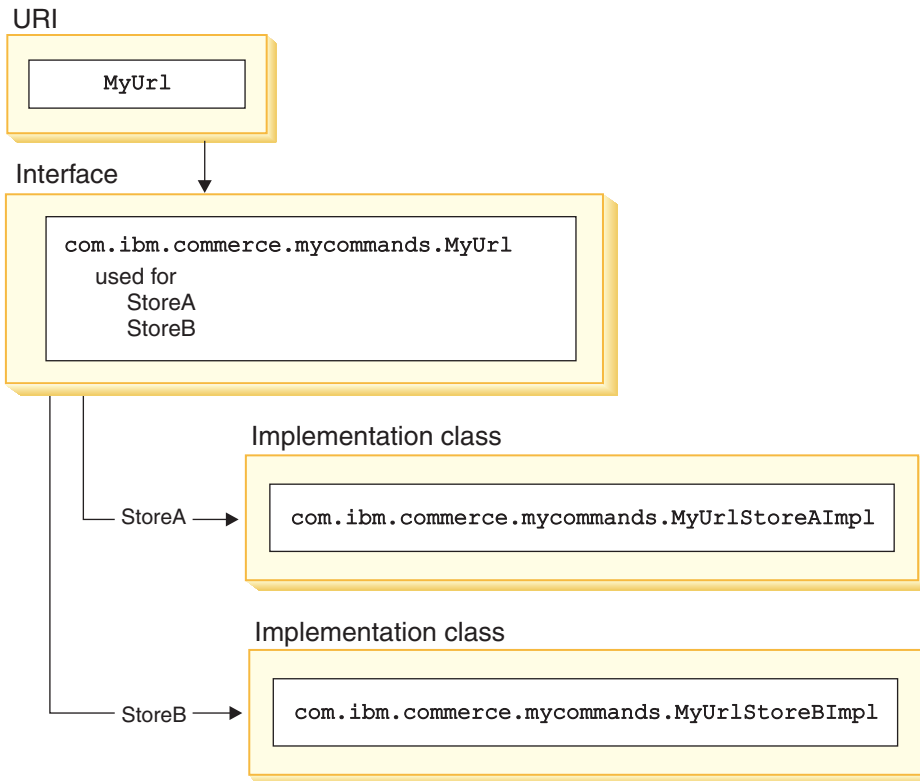 URI
MyUrl
Interface
com.ibm.commerce.mycommands.MyUrl
used for
StoreA
StoreB
Implementation class
StoreA
com.ibm.commerce.mycommands.MyUrlStoreAImpl
Implementation class
StoreB
com.ibm.commerce.mycommands.MyUrlStoreBImpl